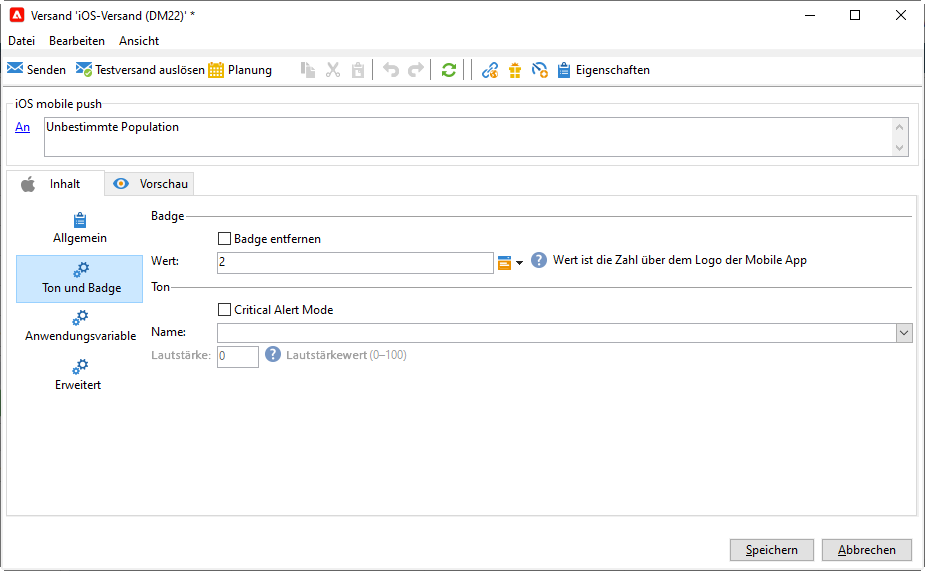 Versand 'iOS-Versand (DM22)' *
Datei Bearbeiten Ansicht
Senden Testversand auslösen Planung Eigenschaften
iOS mobile push
An Unbestimmte Population
Inhalt Vorschau
Allgemein
Ton und Badge
Anwendungsvariable
Erweitert
Badge
Badge entfernen
Wert: 2 Wert ist die Zahl über dem Logo der Mobile App
Ton
Critical Alert Mode
Name:
Lautstärke: 0 Lautstärkewert (0–100)
Speichern Abbrechen